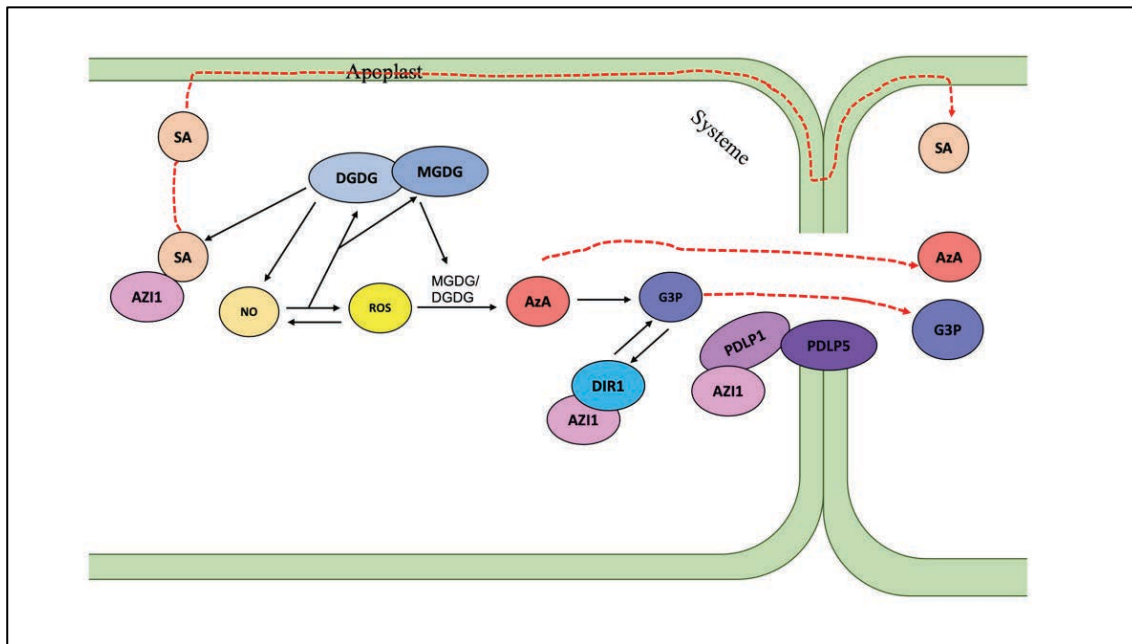 Apoplast
Systeme
SA
SA
DGDG
MGDG
SA
AZI1
NO
ROS
MGDG/
DGDG
AzA
G3P
AzA
G3P
DIR1
AZI1
PDLP1
PDLP5
AZI1